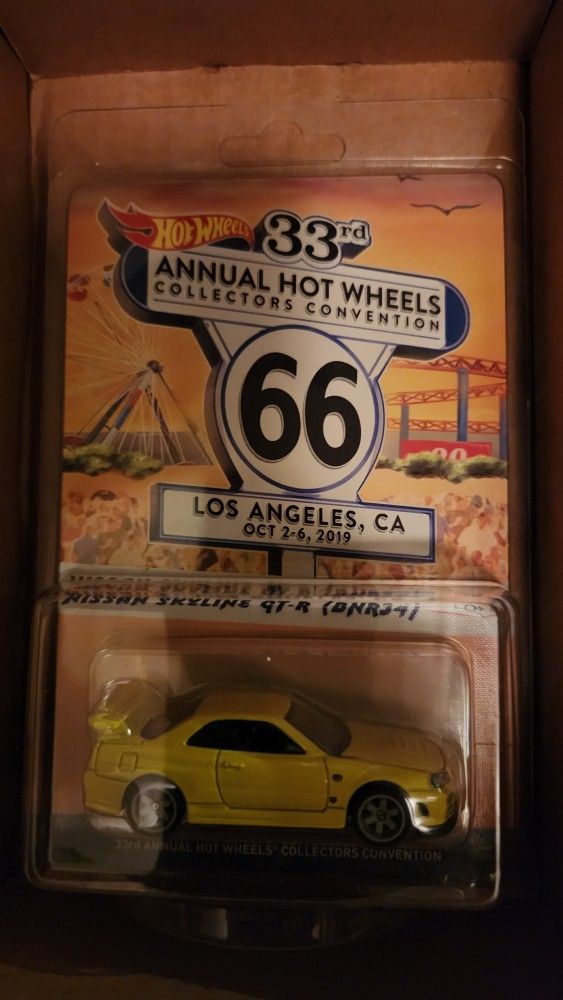 HOT WHEELS
33rd
ANNUAL HOT WHEELS
COLLECTORS CONVENTION
66
LOS ANGELES, CA
OCT 2-6, 2019
NISSAN SKYLINE GT-R (BNR34)
33rd ANNUAL HOT WHEELS® COLLECTORS CONVENTION